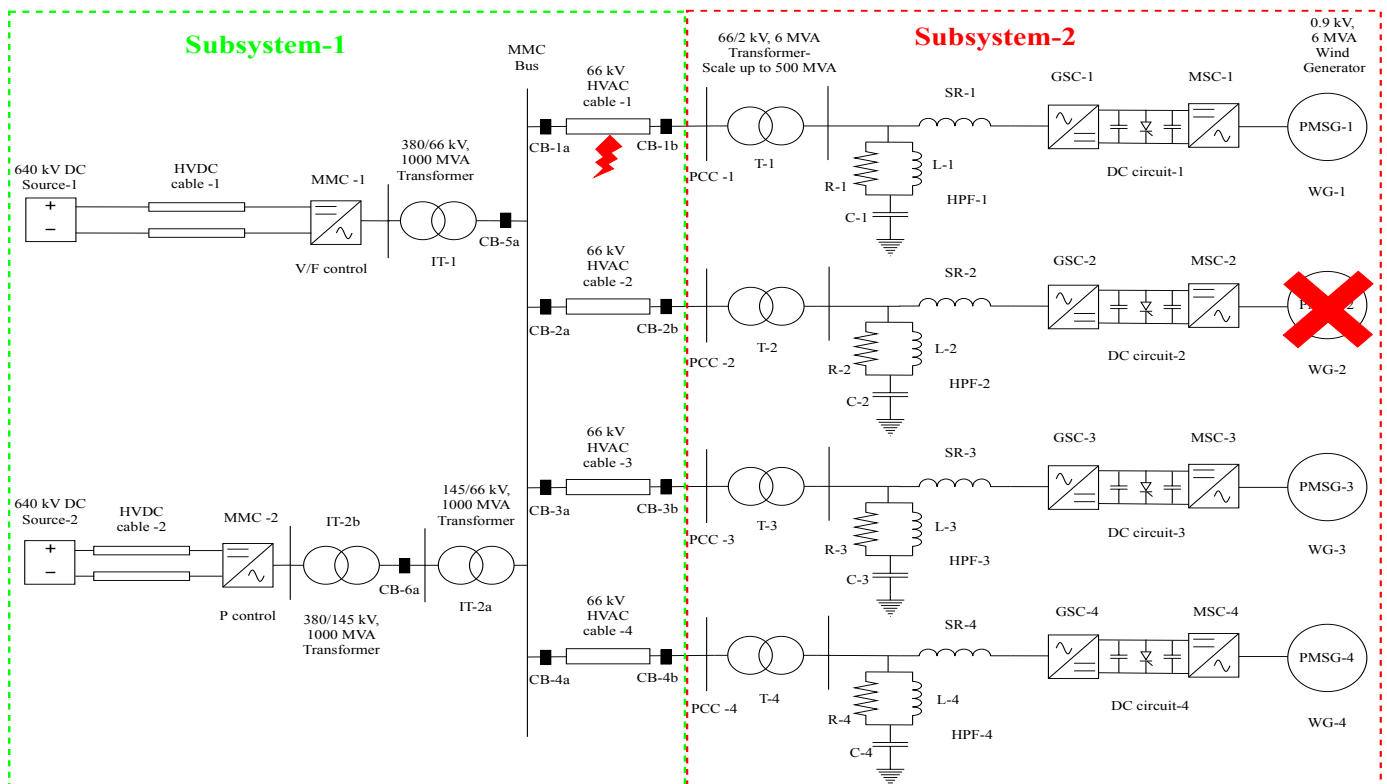 Subsystem-1
MMC
Bus
66 kV
HVAC
cable -1
CB-1a
CB-1b
380/66 kV,
1000 MVA
Transformer
640 kV DC
Source-1
+
−
HVDC
cable -1
MMC -1
V/F control
IT-1
CB-5a
66 kV
HVAC
cable -2
CB-2a
CB-2b
66 kV
HVAC
cable -3
CB-3a
CB-3b
145/66 kV,
1000 MVA
Transformer
640 kV DC
Source-2
+
−
HVDC
cable -2
MMC -2
P control
IT-2b
380/145 kV,
1000 MVA
Transformer
CB-6a
IT-2a
66 kV
HVAC
cable -4
CB-4a
CB-4b
Subsystem-2
66/2 kV, 6 MVA
Transformer-
Scale up to 500 MVA
0.9 kV,
6 MVA
Wind
Generator
PCC -1
T-1
SR-1
R-1
L-1
C-1
HPF-1
GSC-1
MSC-1
DC circuit-1
PMSG-1
WG-1
PCC -2
T-2
SR-2
R-2
L-2
C-2
HPF-2
GSC-2
MSC-2
DC circuit-2
WG-2
PCC -3
T-3
SR-3
R-3
L-3
C-3
HPF-3
GSC-3
MSC-3
DC circuit-3
PMSG-3
WG-3
PCC -4
T-4
SR-4
R-4
L-4
C-4
HPF-4
GSC-4
MSC-4
DC circuit-4
PMSG-4
WG-4